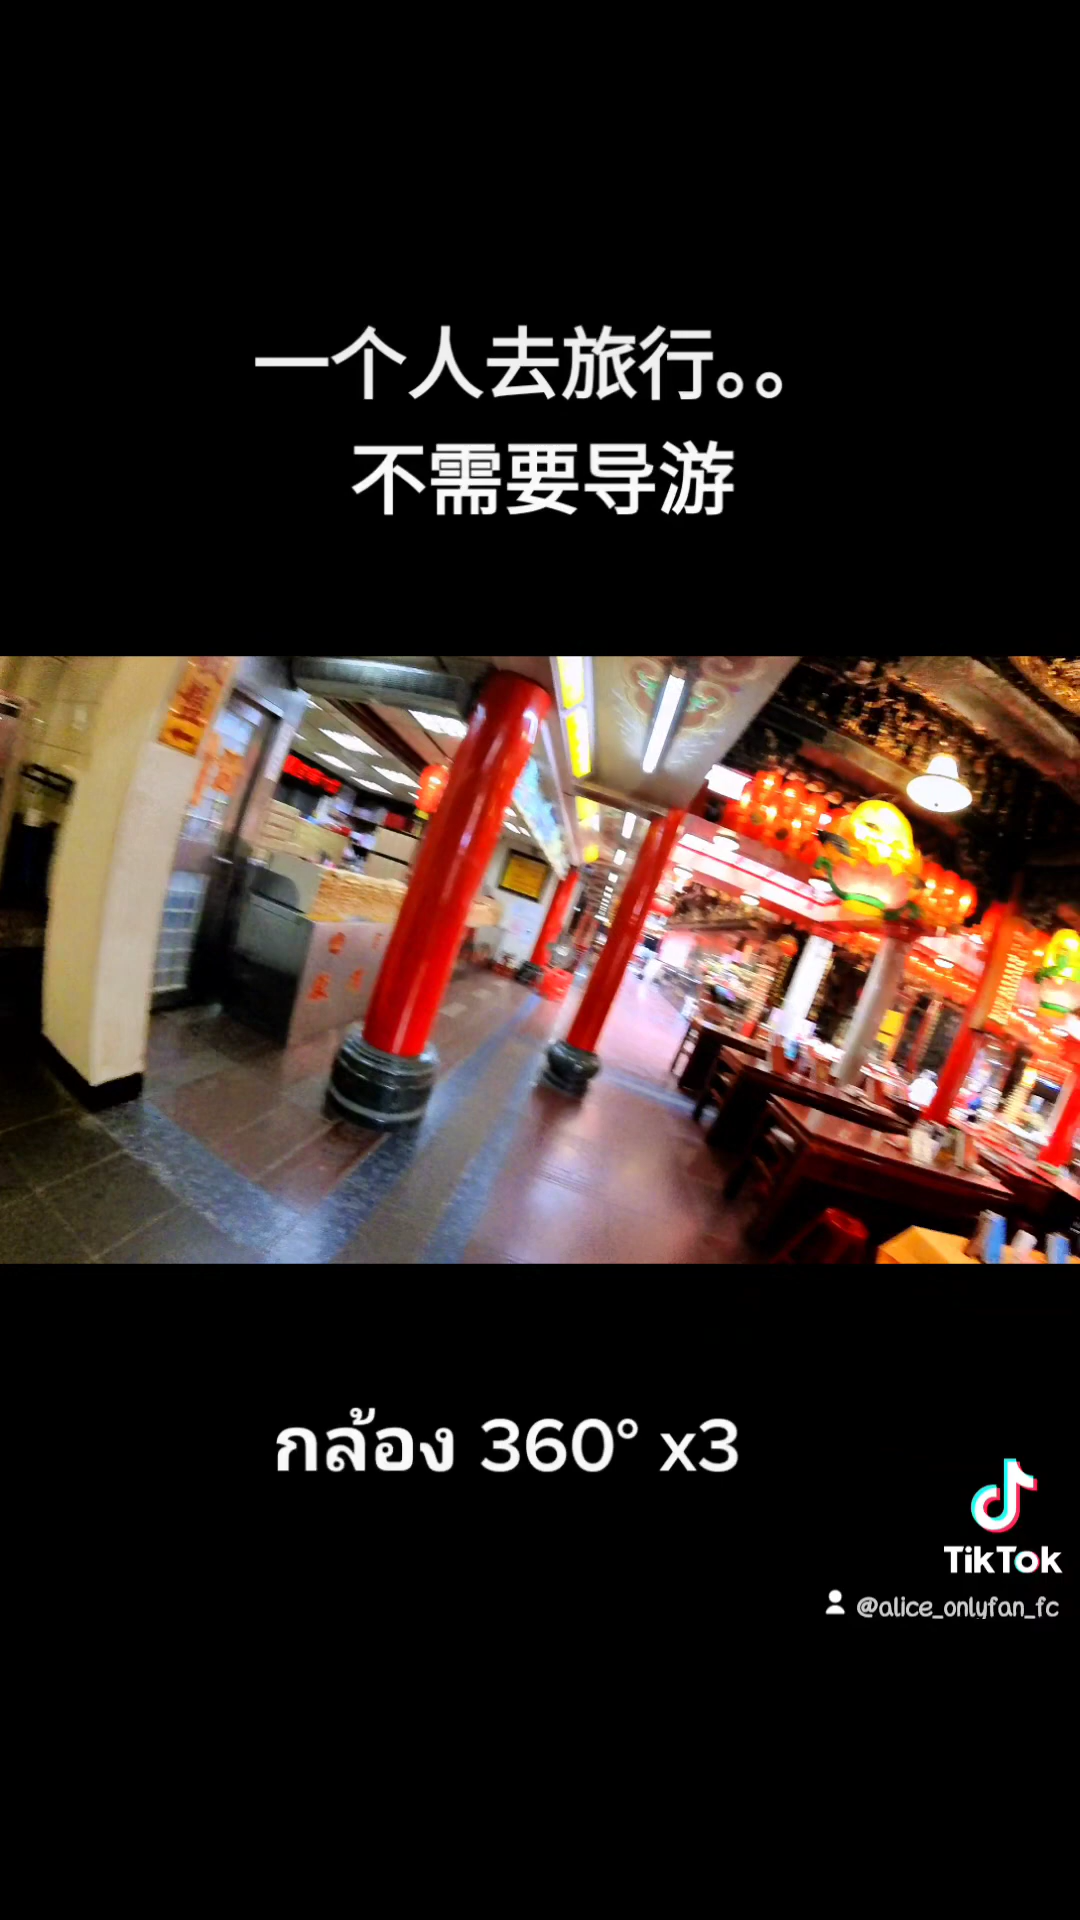 一个人去旅行。。
不需要导游
กล้อง 360° x3
TikTok
@alice_onlyfan_fc